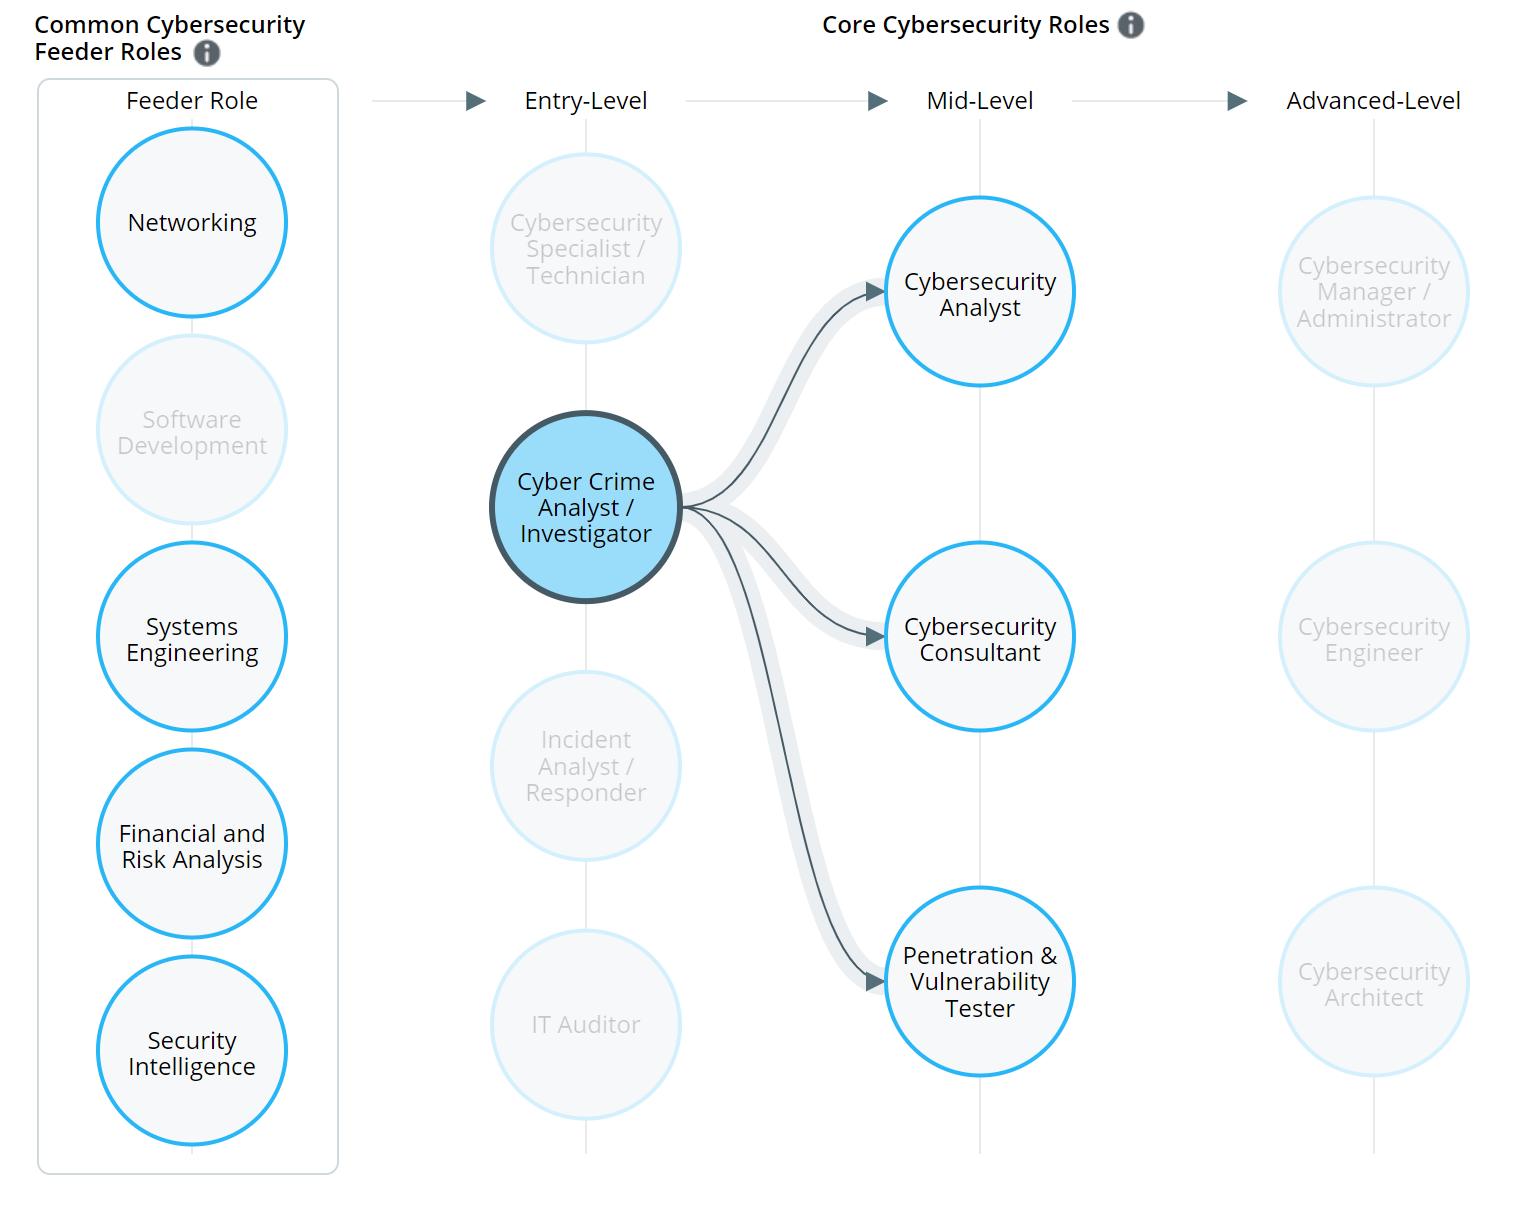 Common Cybersecurity
Feeder Roles
Core Cybersecurity Roles
Feeder Role
Entry-Level
Mid-Level
Advanced-Level
Networking
Software
Development
Systems
Engineering
Financial and
Risk Analysis
Security
Intelligence
Cybersecurity
Specialist /
Technician
Cyber Crime
Analyst /
Investigator
Incident
Analyst /
Responder
IT Auditor
Cybersecurity
Analyst
Cybersecurity
Consultant
Penetration &
Vulnerability
Tester
Cybersecurity
Manager /
Administrator
Cybersecurity
Engineer
Cybersecurity
Architect